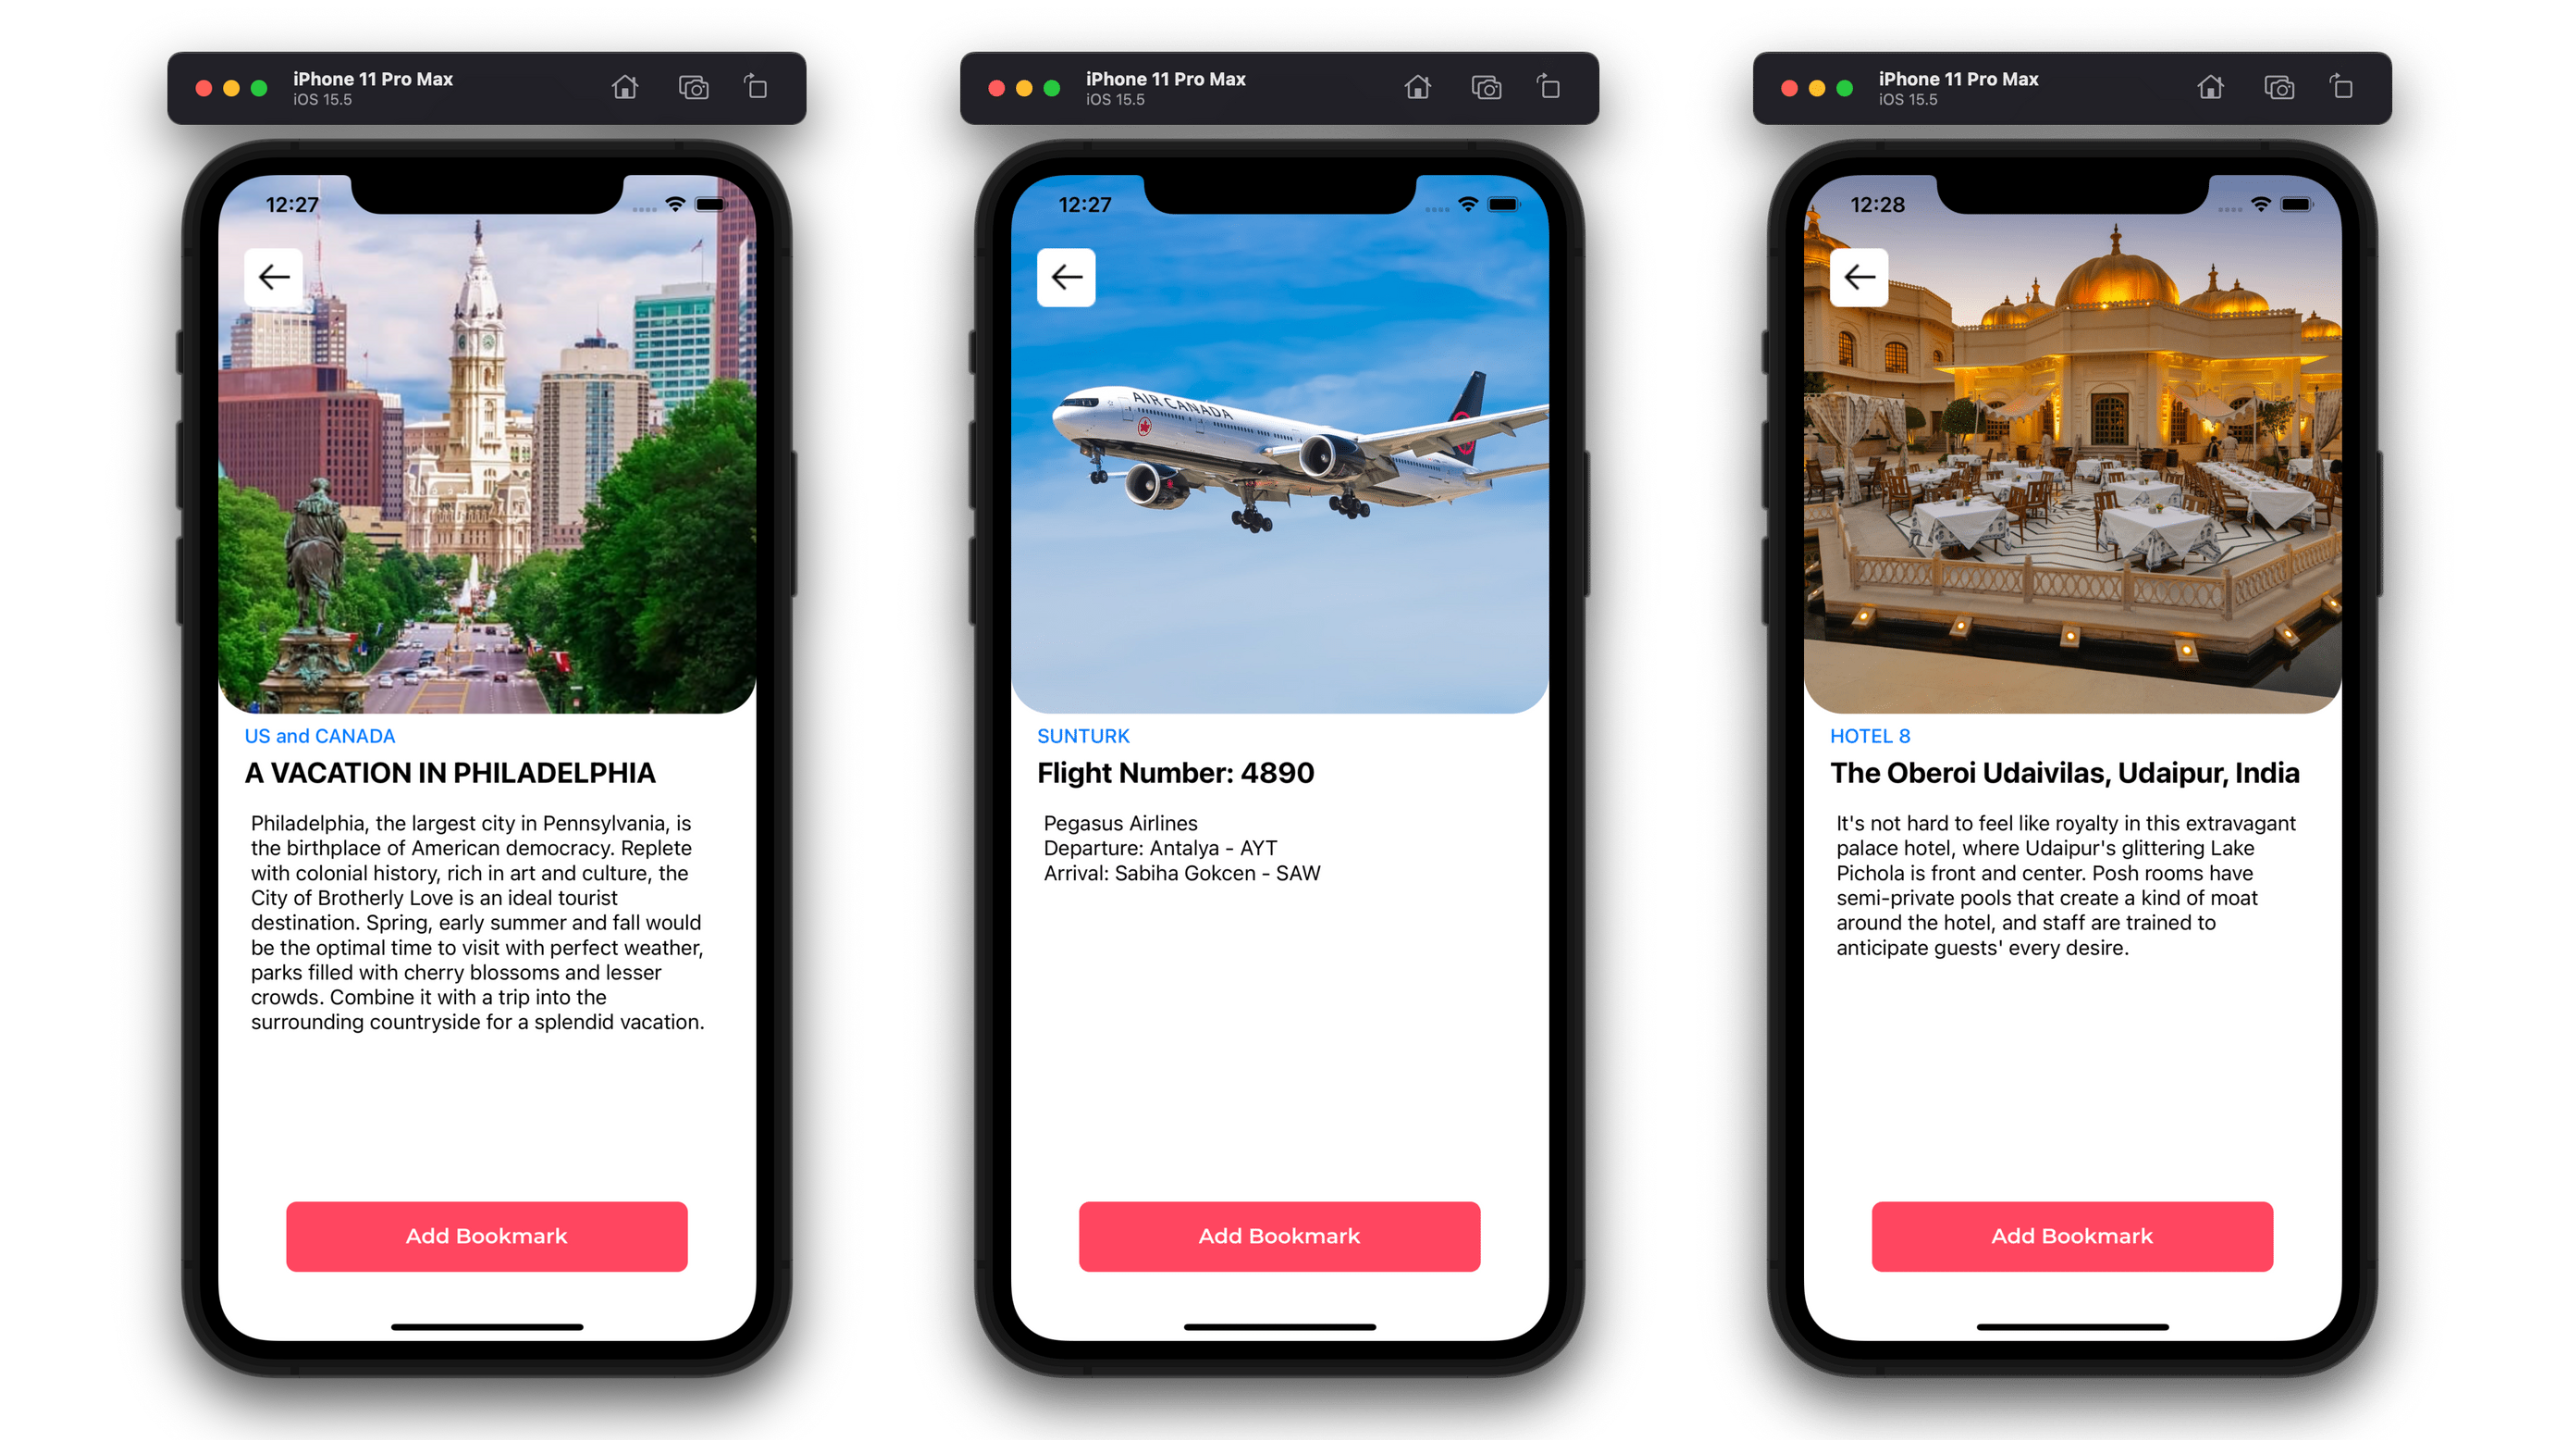 iPhone 11 Pro Max
iOS 15.5
12:27
US and CANADA
A VACATION IN PHILADELPHIA
Philadelphia, the largest city in Pennsylvania, is
the birthplace of American democracy. Replete
with colonial history, rich in art and culture, the
City of Brotherly Love is an ideal tourist
destination. Spring, early summer and fall would
be the optimal time to visit with perfect weather,
parks filled with cherry blossoms and lesser
crowds. Combine it with a trip into the
surrounding countryside for a splendid vacation.
Add Bookmark
iPhone 11 Pro Max
iOS 15.5
12:27
AIR CANADA
SUNTURK
Flight Number: 4890
Pegasus Airlines
Departure: Antalya - AYT
Arrival: Sabiha Gokcen - SAW
Add Bookmark
iPhone 11 Pro Max
iOS 15.5
12:28
HOTEL 8
The Oberoi Udaivilas, Udaipur, India
It's not hard to feel like royalty in this extravagant
palace hotel, where Udaipur's glittering Lake
Pichola is front and center. Posh rooms have
semi-private pools that create a kind of moat
around the hotel, and staff are trained to
anticipate guests' every desire.
Add Bookmark